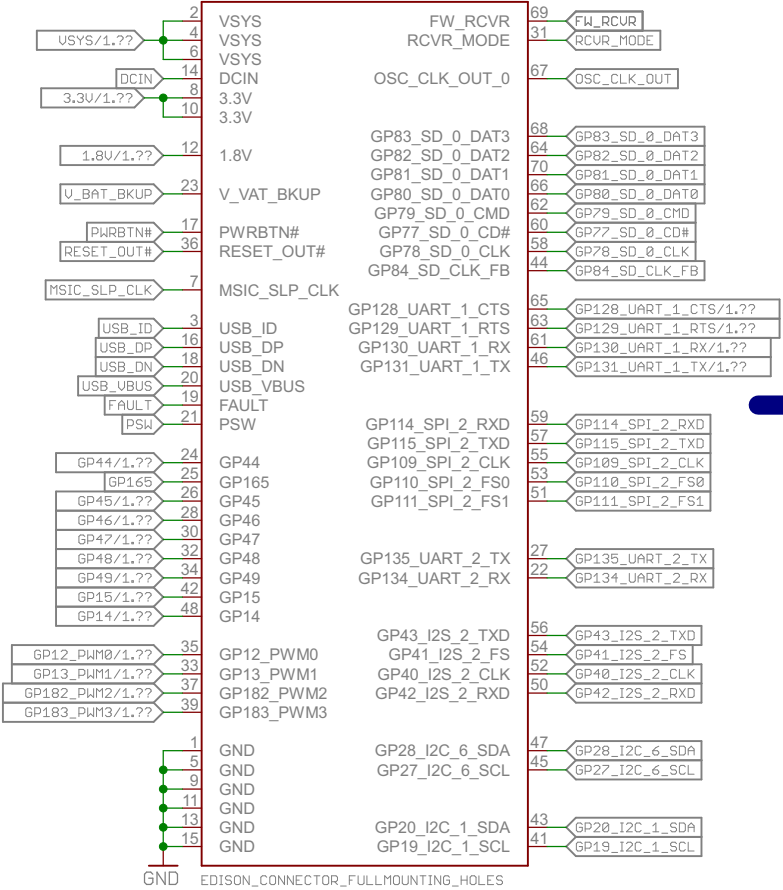 2 VSYS FW_RCVR 69 FW_RCVR
VSYS/1.?? 4 VSYS RCVR_MODE 31 RCVR_MODE
6 VSYS
DCIN 14 DCIN OSC_CLK_OUT_0 67 OSC_CLK_OUT
3.3V/1.?? 8 3.3V
10 3.3V
GP83_SD_0_DAT3 68 GP83_SD_0_DAT3
1.8V/1.?? 12 1.8V GP82_SD_0_DAT2 64 GP82_SD_0_DAT2
GP81_SD_0_DAT1 70 GP81_SD_0_DAT1
V_BAT_BKUP 23 V_VAT_BKUP GP80_SD_0_DAT0 66 GP80_SD_0_DAT0
GP79_SD_0_CMD 62 GP79_SD_0_CMD
PWRBTN# 17 PWRBTN# GP77_SD_0_CD# 60 GP77_SD_0_CD#
RESET_OUT# 36 RESET_OUT# GP78_SD_0_CLK 58 GP78_SD_0_CLK
GP84_SD_CLK_FB 44 GP84_SD_CLK_FB
MSIC_SLP_CLK 7 MSIC_SLP_CLK
GP128_UART_1_CTS 65 GP128_UART_1_CTS/1.??
USB_ID 3 USB_ID GP129_UART_1_RTS 63 GP129_UART_1_RTS/1.??
USB_DP 16 USB_DP GP130_UART_1_RX 61 GP130_UART_1_RX/1.??
USB_DN 18 USB_DN GP131_UART_1_TX 46 GP131_UART_1_TX/1.??
USB_VBUS 20 USB_VBUS
FAULT 19 FAULT
PSW 21 PSW GP114_SPI_2_RXD 59 GP114_SPI_2_RXD
GP115_SPI_2_TXD 57 GP115_SPI_2_TXD
GP44/1.?? 24 GP44 GP109_SPI_2_CLK 55 GP109_SPI_2_CLK
GP165 25 GP165 GP110_SPI_2_FS0 53 GP110_SPI_2_FS0
GP45/1.?? 26 GP45 GP111_SPI_2_FS1 51 GP111_SPI_2_FS1
GP46/1.?? 28 GP46
GP47/1.?? 30 GP47
GP48/1.?? 32 GP48 GP135_UART_2_TX 27 GP135_UART_2_TX
GP49/1.?? 34 GP49 GP134_UART_2_RX 22 GP134_UART_2_RX
GP15/1.?? 42 GP15
GP14/1.?? 48 GP14
GP43_I2S_2_TXD 56 GP43_I2S_2_TXD
GP12_PWM0/1.?? 35 GP12_PWM0 GP41_I2S_2_FS 54 GP41_I2S_2_FS
GP13_PWM1/1.?? 33 GP13_PWM1 GP40_I2S_2_CLK 52 GP40_I2S_2_CLK
GP182_PWM2/1.?? 37 GP182_PWM2 GP42_I2S_2_RXD 50 GP42_I2S_2_RXD
GP183_PWM3/1.?? 39 GP183_PWM3
1 GND GP28_I2C_6_SDA 47 GP28_I2C_6_SDA
5 GND GP27_I2C_6_SCL 45 GP27_I2C_6_SCL
9 GND
11 GND
13 GND GP20_I2C_1_SDA 43 GP20_I2C_1_SDA
15 GND GP19_I2C_1_SCL 41 GP19_I2C_1_SCL
GND EDISON_CONNECTOR_FULLMOUNTING_HOLES